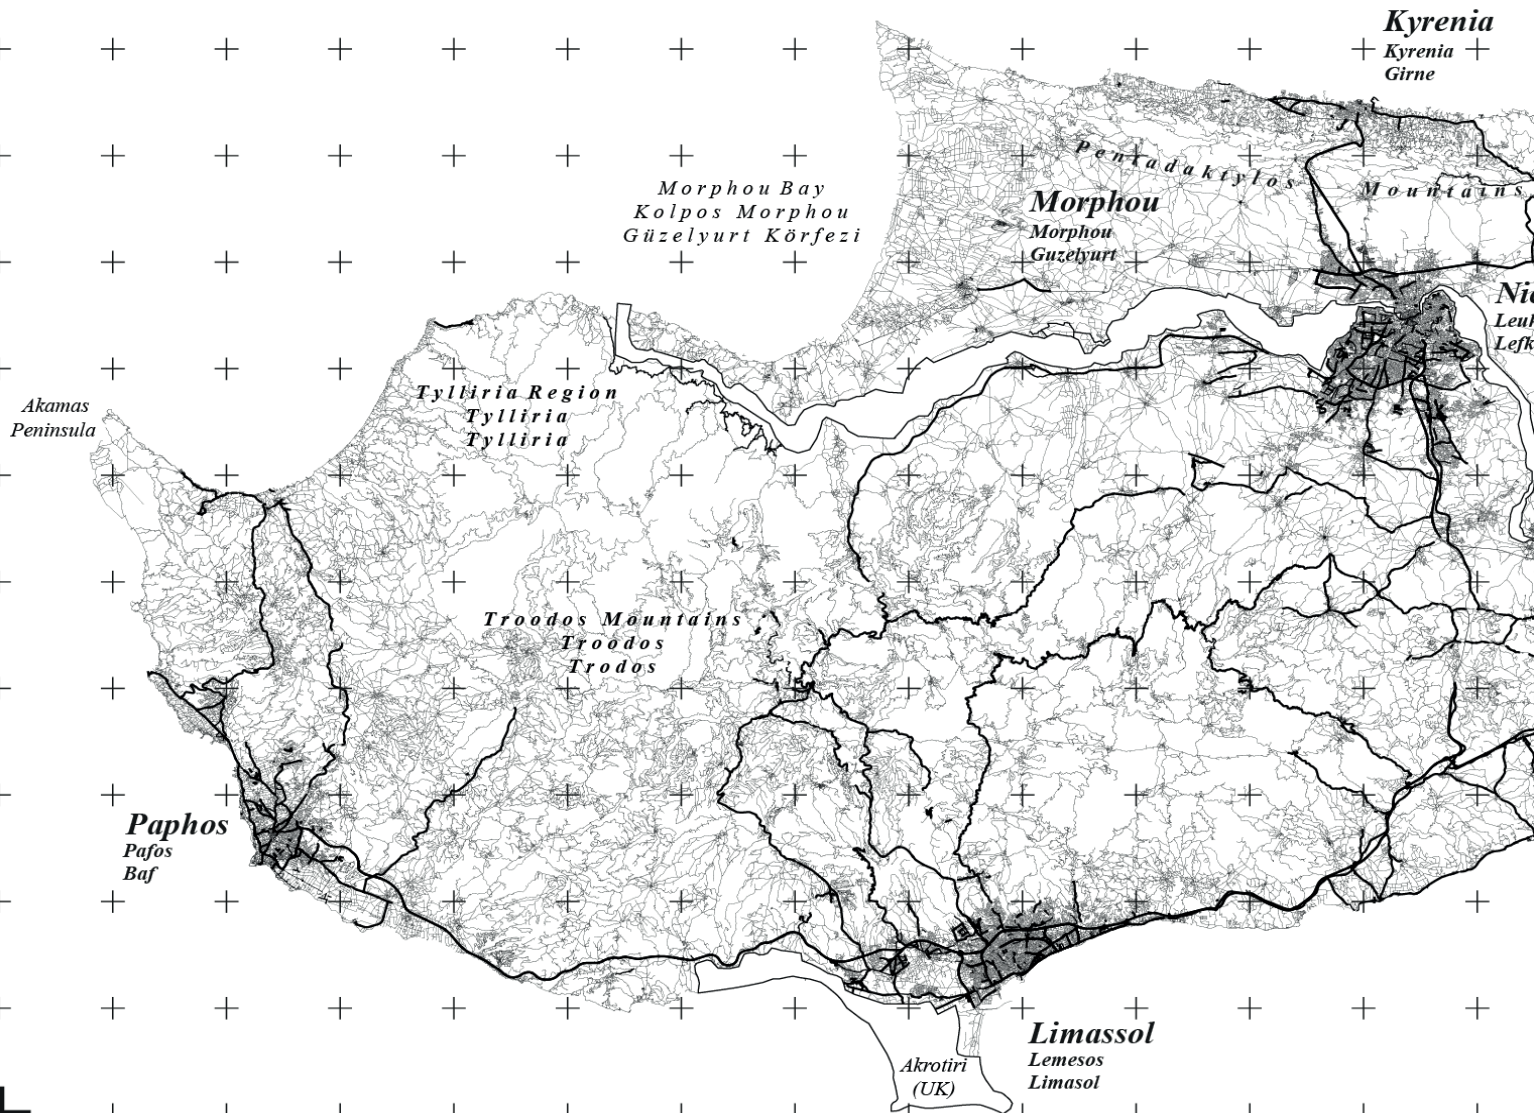 Kyrenia
Kyrenia
Girne
Pentadaktylos
Mountains
Morphou Bay
Kolpos Morphou
Güzelyurt Körfezi
Morphou
Morphou
Guzelyurt
Tylliria Region
Tylliria
Tylliria
Akamas
Peninsula
Troodos Mountains
Troodos
Trodos
Paphos
Pafos
Baf
Limassol
Lemesos
Limasol
Akrotiri
(UK)